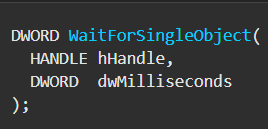 DWORD WaitForSingleObject(
  HANDLE hHandle,
  DWORD  dwMilliseconds
);